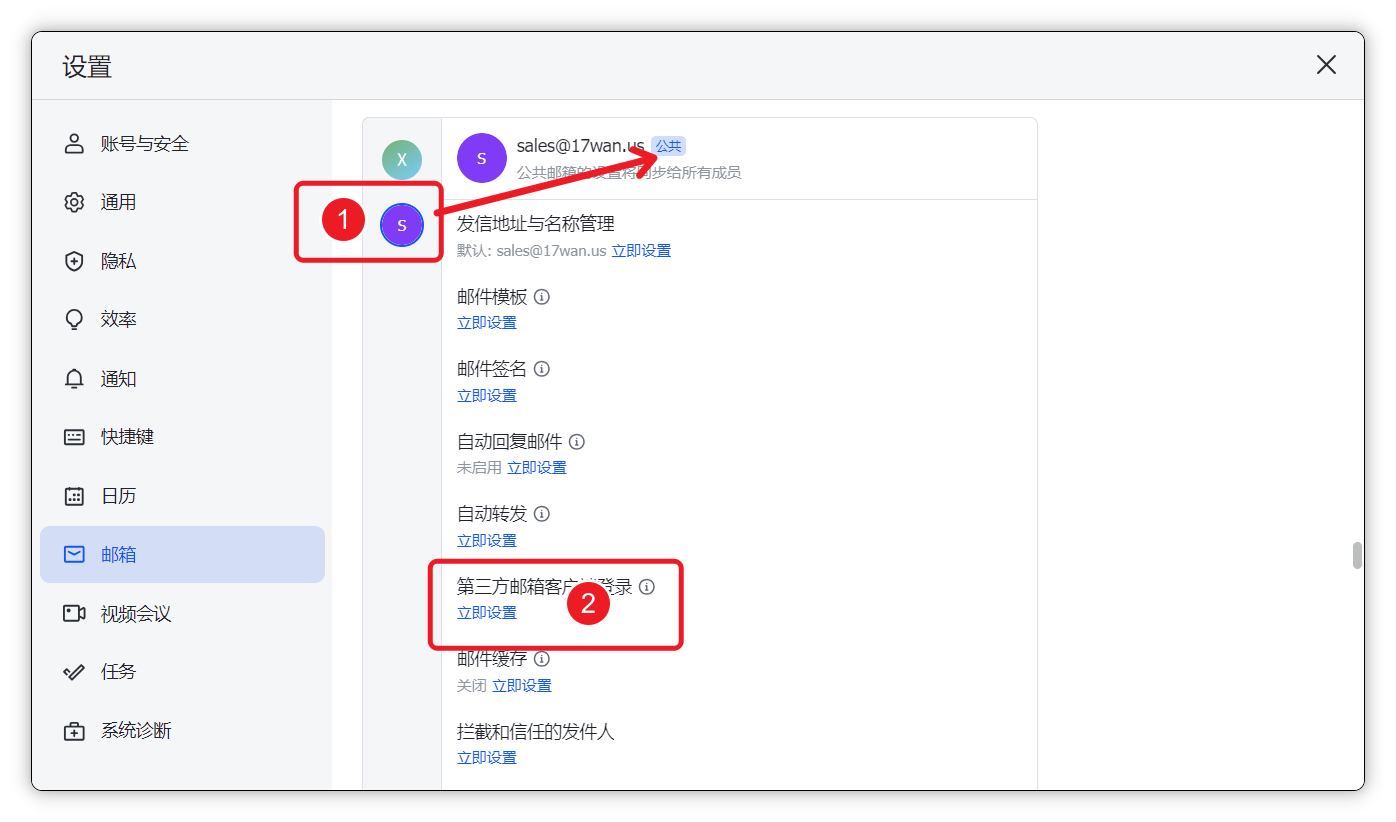 设置
账号与安全
通用
隐私
效率
通知
快捷键
日历
邮箱
视频会议
任务
系统诊断
X
S
1
S
sales@17wan.us 公共
公共邮箱的设置将同步给所有成员
发信地址与名称管理
默认: sales@17wan.us 立即设置
邮件模板
立即设置
邮件签名
立即设置
自动回复邮件
未启用 立即设置
自动转发
立即设置
第三方邮箱客户端登录
立即设置
2
邮件缓存
关闭 立即设置
拦截和信任的发件人
立即设置